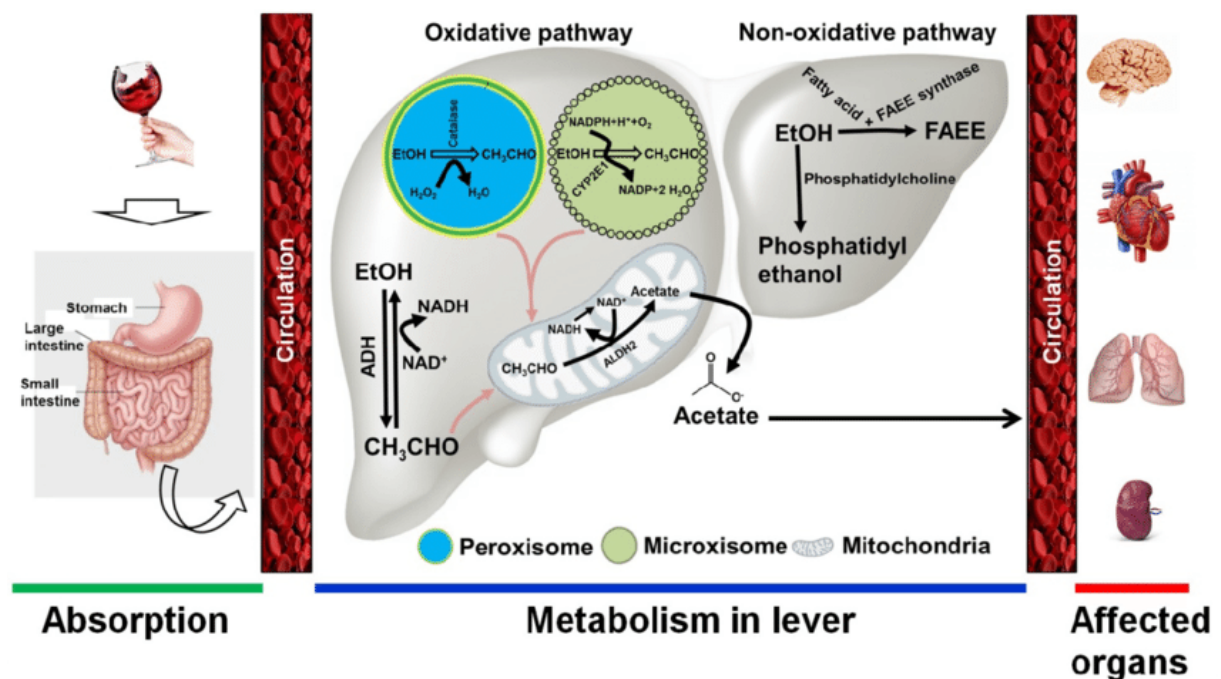 Oxidative pathway
Non-oxidative pathway
Circulation
Stomach
Large
intestine
Small
intestine
Catalase
EtOH
CH₃CHO
H₂O₂
H₂O
NADPH+H⁺+O₂
EtOH
CH₃CHO
CYP2E1
NADP+2 H₂O
Fatty acid + FAEE synthase
EtOH
FAEE
Phosphatidylcholine
Phosphatidyl
ethanol
EtOH
NADH
ADH
NAD⁺
CH₃CHO
NAD⁺
Acetate
NADH
ALDH2
CH₃CHO
O
O⁻
Acetate
Circulation
Peroxisome
Microxisome
Mitochondria
Absorption
Metabolism in lever
Affected
organs